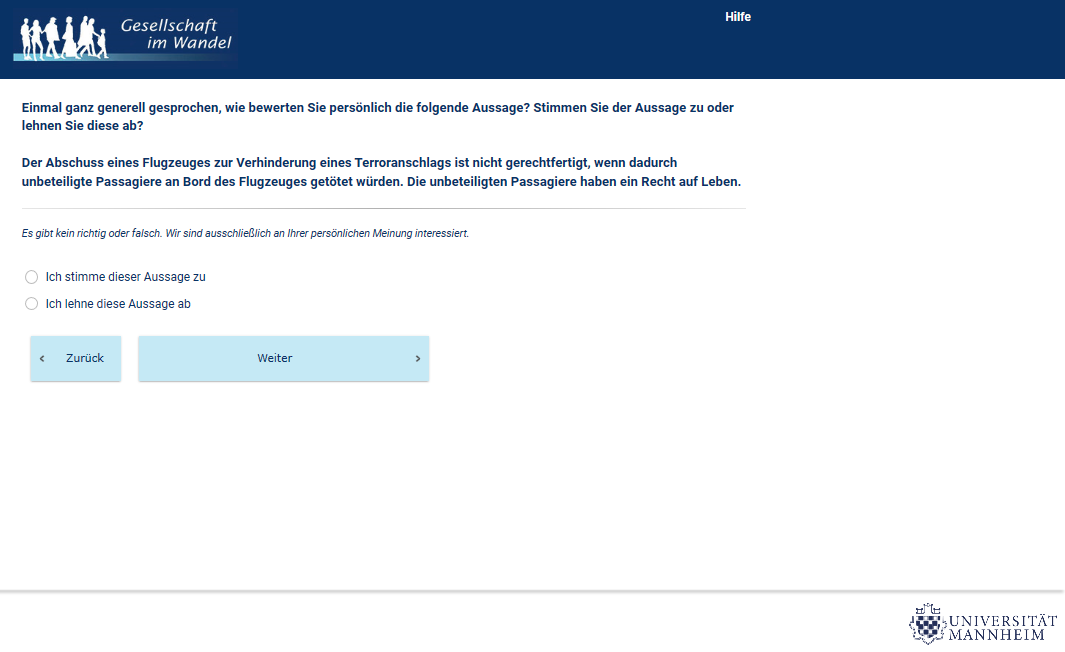 Gesellschaft
im Wandel
Hilfe
Einmal ganz generell gesprochen, wie bewerten Sie persönlich die folgende Aussage? Stimmen Sie der Aussage zu oder
lehnen Sie diese ab?
Der Abschuss eines Flugzeuges zur Verhinderung eines Terroranschlags ist nicht gerechtfertigt, wenn dadurch
unbeteiligte Passagiere an Bord des Flugzeuges getötet würden. Die unbeteiligten Passagiere haben ein Recht auf Leben.
Es gibt kein richtig oder falsch. Wir sind ausschließlich an Ihrer persönlichen Meinung interessiert.
Ich stimme dieser Aussage zu
Ich lehne diese Aussage ab
‹ Zurück
Weiter ›
UNIVERSITÄT
MANNHEIM